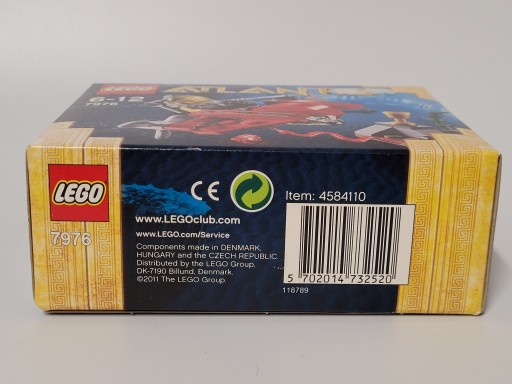 LEGO
ATLAN
6-12
7976
LEGO
7976
CE
www.LEGOclub.com
www.LEGO.com/Service
Components made in DENMARK,
HUNGARY and the CZECH REPUBLIC
Distributed by the LEGO Group,
DK-7190 Billund, Denmark.
©2011 The LEGO Group.
Item: 4584110
5 702014 732520
118789